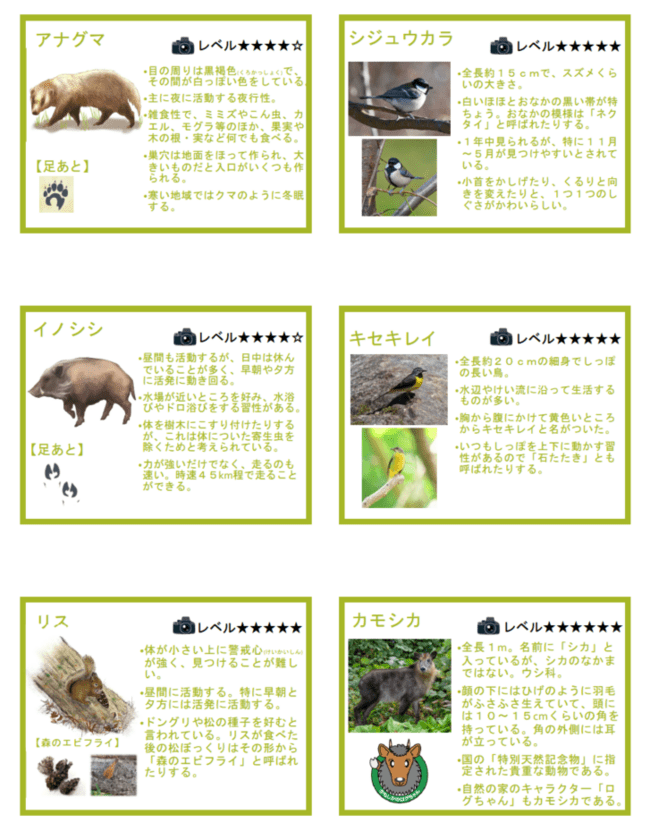 アナグマ
レベル★★★★☆
•目の周りは黒褐色(くろかっしょく)で、
その間が白っぽい色をしている。
•主に夜に活動する夜行性。
•雑食性で、ミミズやこん虫、カ
エル、モグラ等のほか、果実や
木の根・実など何でも食べる。
•巣穴は地面をほって作られ、大
きいものだと入口がいくつも作
られる。
•寒い地域ではクマのように冬眠
する。
【足あと】
シジュウカラ
レベル★★★★★
•全長約１５ｃｍで、スズメくら
いの大きさ。
•白いほほとおなかの黒い帯が特
ちょう。おなかの模様は「ネク
タイ」と呼ばれたりする。
•１年中見られるが、特に１１月
～５月が見つけやすいとされて
いる。
•小首をかしげたり、くるりと向
きを変えたりと、１つ１つのし
ぐさがかわいらしい。
イノシシ
レベル★★★★☆
•昼間も活動するが、日中は休ん
でいることが多く、早朝や夕方
に活発に動き回る。
•水場が近いところを好み、水浴
びやドロ浴びをする習性がある。
•体を樹木にこすり付けたりする
が、これは体についた寄生虫を
除くためと考えられている。
•力が強いだけでなく、走るのも
速い。時速４５km程で走ること
ができる。
【足あと】
キセキレイ
レベル★★★★★
•全長約２０ｃｍの細身でしっぽ
の長い鳥。
•水辺やけい流に沿って生活する
ものが多い。
•胸から腹にかけて黄色いところ
からキセキレイと名がついた。
•いつもしっぽを上下に動かす習
性があるので「石たたき」とも
呼ばれたりする。
リス
レベル★★★★★
•体が小さい上に警戒心(けいかいしん)
が強く、見つけることが難し
い。
•昼間に活動する。特に早朝と
夕方には活発に活動する。
•ドングリや松の種子を好むと
言われている。リスが食べた
後の松ぼっくりはその形から
「森のエビフライ」と呼ばれ
たりする。
【森のエビフライ】
カモシカ
レベル★★★★★★
•全長１ｍ。名前に「シカ」と
入っているが、シカのなかま
ではない。ウシ科。
•顔の下にはひげのように羽毛
がふさふさ生えていて、頭に
は１０～１５㎝くらいの角を
持っている。角の外側には耳
が立っている。
•国の「特別天然記念物」に指
定された貴重な動物である。
•自然の家のキャラクター「ロ
グちゃん」もカモシカである。